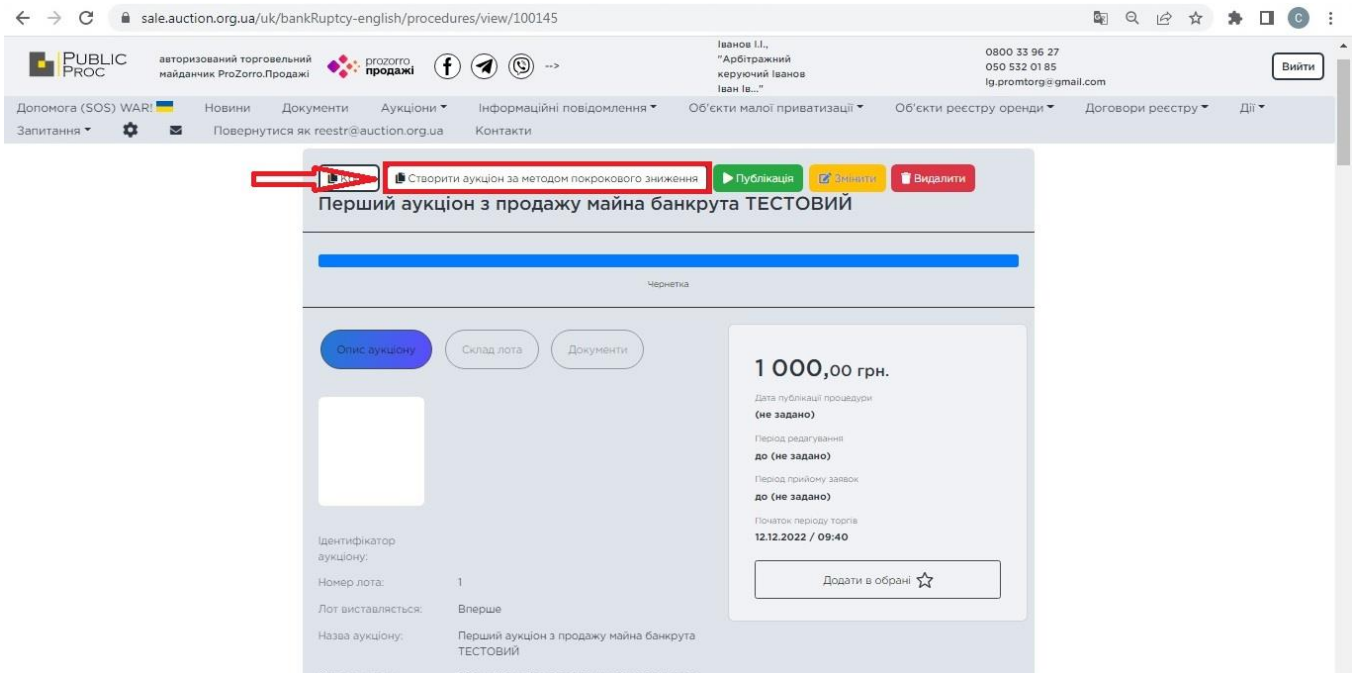 sale.auction.org.ua/uk/bankRuptcy-english/procedures/view/100145
PUBLIC
PROC
авторизований торговельний
майданчик ProZorro.Продажі
prozorro
продажі
-->
Іванов І.І.,
"Арбітражний
керуючий Іванов
Іван Ів..."
0800 33 96 27
050 532 01 85
lg.promtorg@gmail.com
Вийти
Допомога (SOS) WAR! Новини Документи Аукціони Інформаційні повідомлення Об'єкти малої приватизації Об'єкти реєстру оренди Договори реєстру Дії
Запитання Повернутися як reestr@auction.org.ua Контакти
Створити аукціон за методом покрокового зниження Публікація Змінити Видалити
Перший аукціон з продажу майна банкрута ТЕСТОВИЙ
Чернетка
Опис аукціону Склад лота Документи
1 000,00 грн.
Дата публікації процедури
(не задано)
Період редагування
до (не задано)
Період прийому заявок
до (не задано)
Початок періоду торгів
12.12.2022 / 09:40
Додати в обрані
Ідентифікатор
аукціону:
Номер лота: 1
Лот виставляється: Вперше
Назва аукціону: Перший аукціон з продажу майна банкрута
ТЕСТОВИЙ